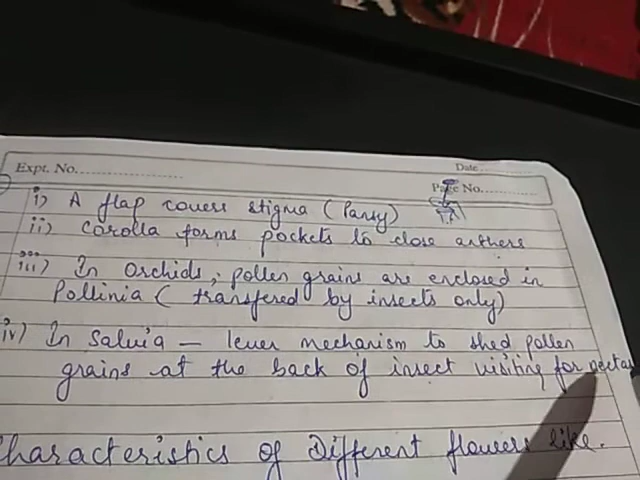 Expt. No.....................
Date
Page No...............
i) A flap covers stigma (Pansy)
ii) Corolla forms pockets to close anthers
iii) In Orchids, pollen grains are enclosed in
Pollinia ( transfered by insects only)
iv) In Salvia — lever mechanism to shed pollen
grains at the back of insect visiting for nectar
Characteristics of Different flowers like.